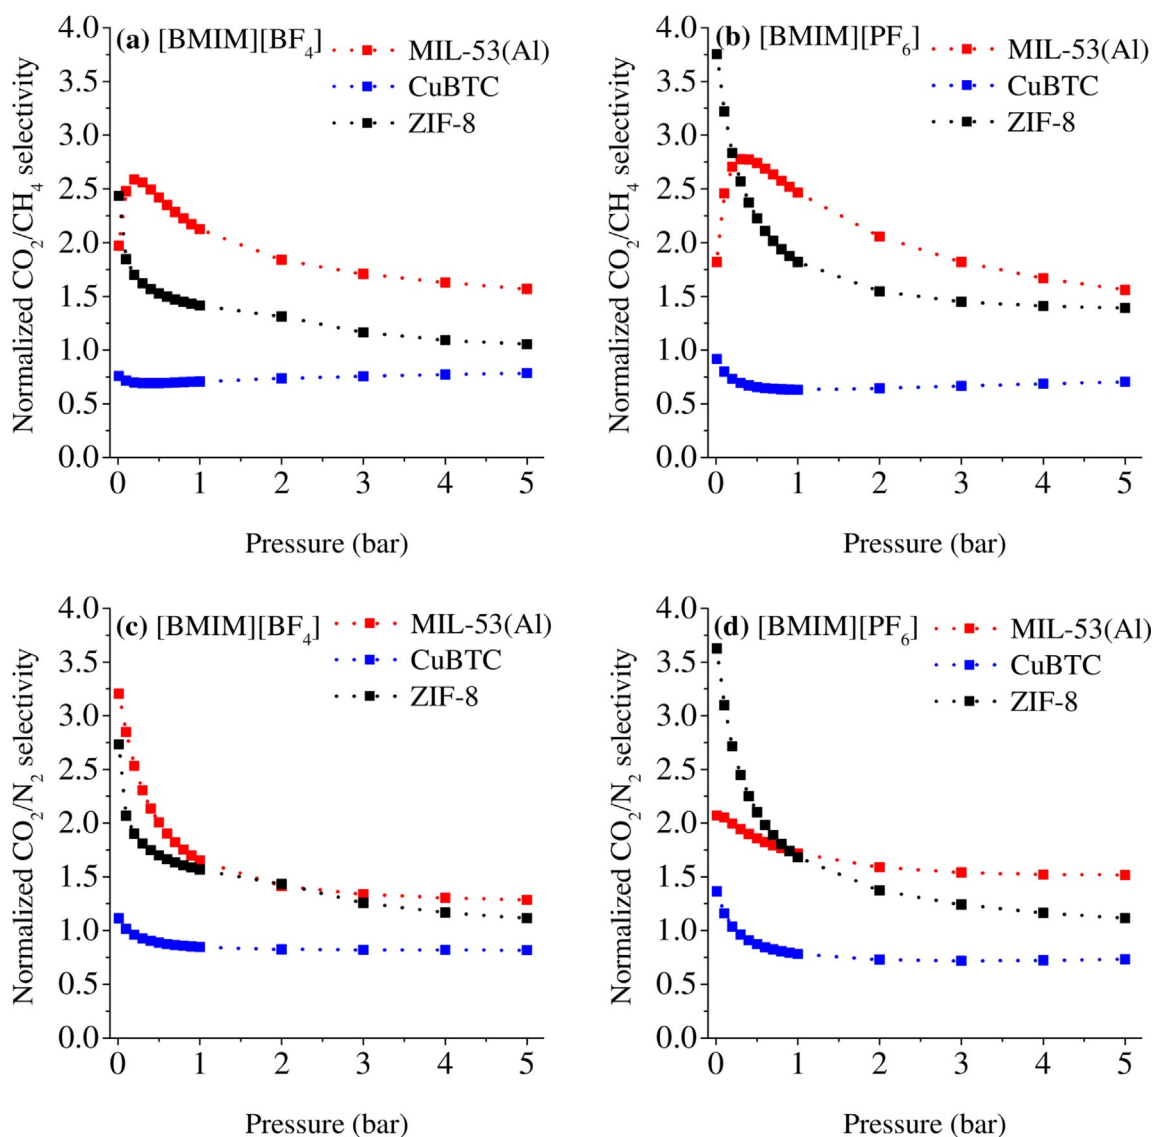 (a) [BMIM][BF4]
MIL-53(Al)
CuBTC
ZIF-8
Normalized CO2/CH4 selectivity
4.0
3.5
3.0
2.5
2.0
1.5
1.0
0.5
0.0
0 1 2 3 4 5
Pressure (bar)
(b) [BMIM][PF6]
MIL-53(Al)
CuBTC
ZIF-8
Normalized CO2/CH4 selectivity
4.0
3.5
3.0
2.5
2.0
1.5
1.0
0.5
0.0
0 1 2 3 4 5
Pressure (bar)
(c) [BMIM][BF4]
MIL-53(Al)
CuBTC
ZIF-8
Normalized CO2/N2 selectivity
4.0
3.5
3.0
2.5
2.0
1.5
1.0
0.5
0.0
0 1 2 3 4 5
Pressure (bar)
(d) [BMIM][PF6]
MIL-53(Al)
CuBTC
ZIF-8
Normalized CO2/N2 selectivity
4.0
3.5
3.0
2.5
2.0
1.5
1.0
0.5
0.0
0 1 2 3 4 5
Pressure (bar)